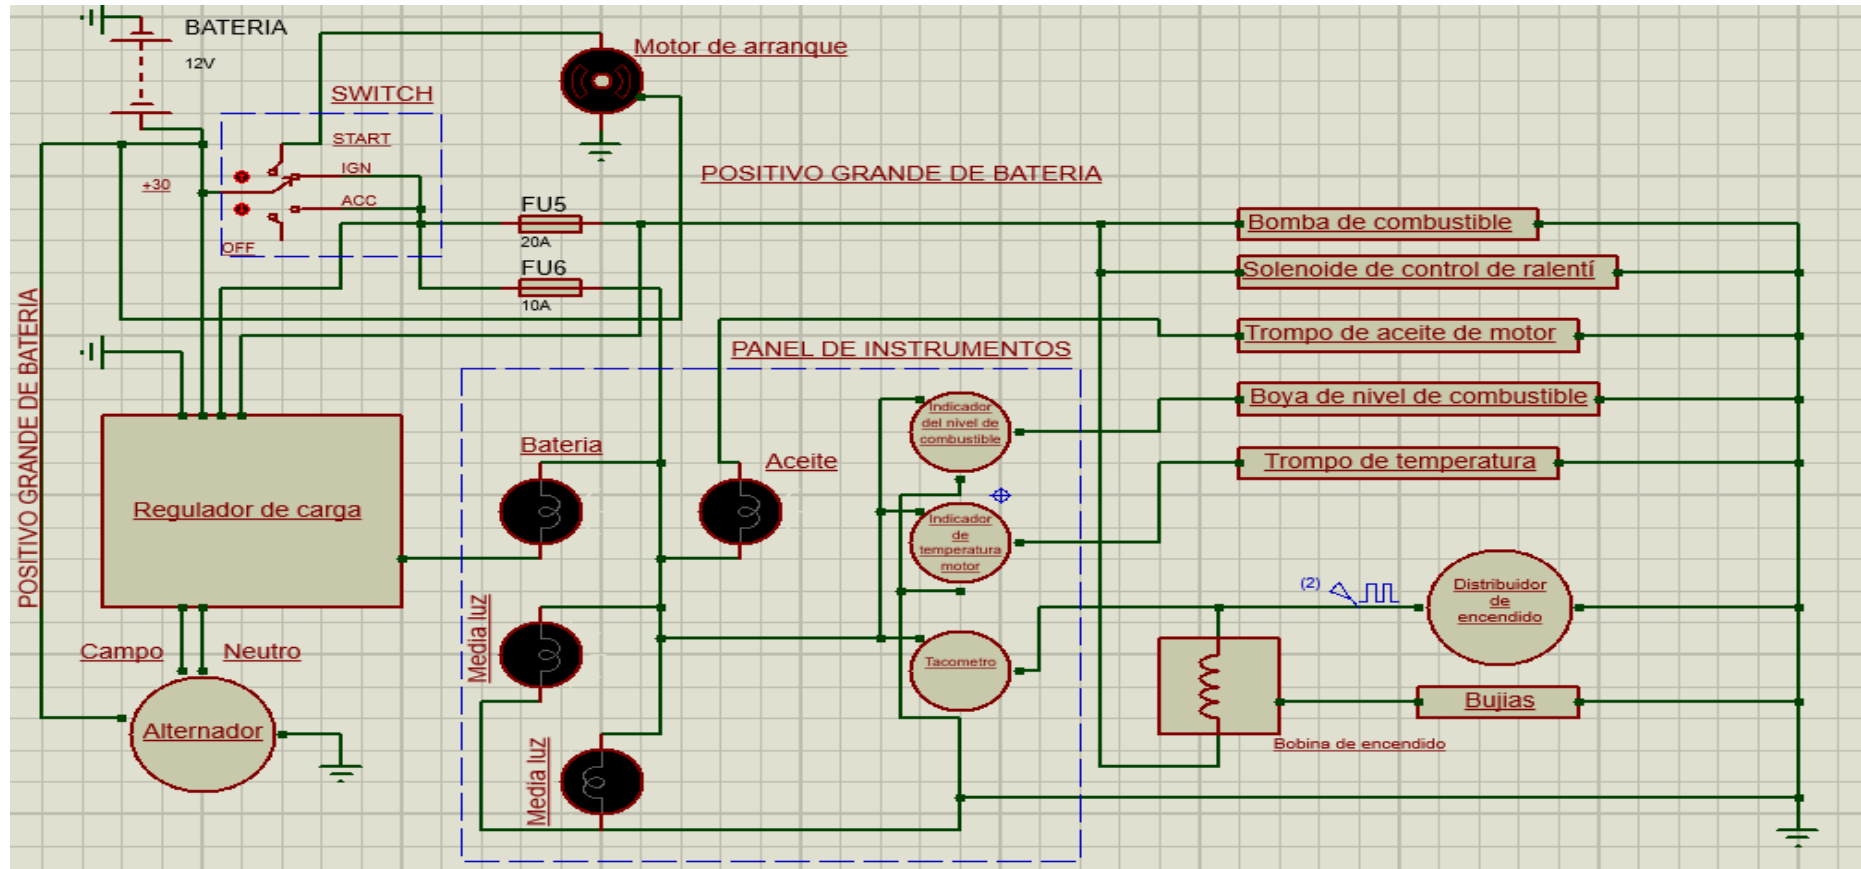 BATERIA
12V
Motor de arranque
SWITCH
START
IGN
+30
ACC
OFF
POSITIVO GRANDE DE BATERIA
FU5
20A
FU6
10A
Bomba de combustible
Solenoide de control de ralentí
Trompo de aceite de motor
Boya de nivel de combustible
Trompo de temperatura
POSITIVO GRANDE DE BATERIA
PANEL DE INSTRUMENTOS
Indicador
del nivel de
combustible
Bateria
Aceite
Regulador de carga
Indicador
de
temperatura
motor
(2)
Distribuidor
de
encendido
Campo
Neutro
Media luz
Tacometro
Alternador
Bujias
Bobina de encendido
Media luz